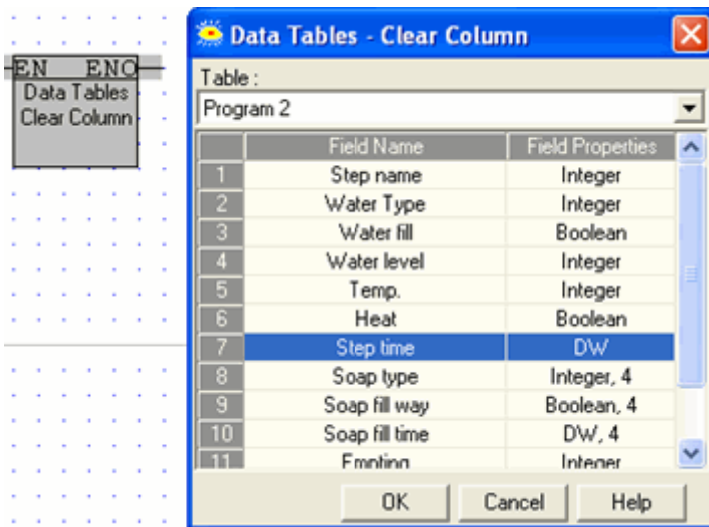 EN ENO
Data Tables
Clear Column
Data Tables - Clear Column
Table :
Program 2
Field Name Field Properties
1 Step name Integer
2 Water Type Integer
3 Water fill Boolean
4 Water level Integer
5 Temp. Integer
6 Heat Boolean
7 Step time DW
8 Soap type Integer, 4
9 Soap fill way Boolean, 4
10 Soap fill time DW, 4
11 Empting Integer
OK Cancel Help